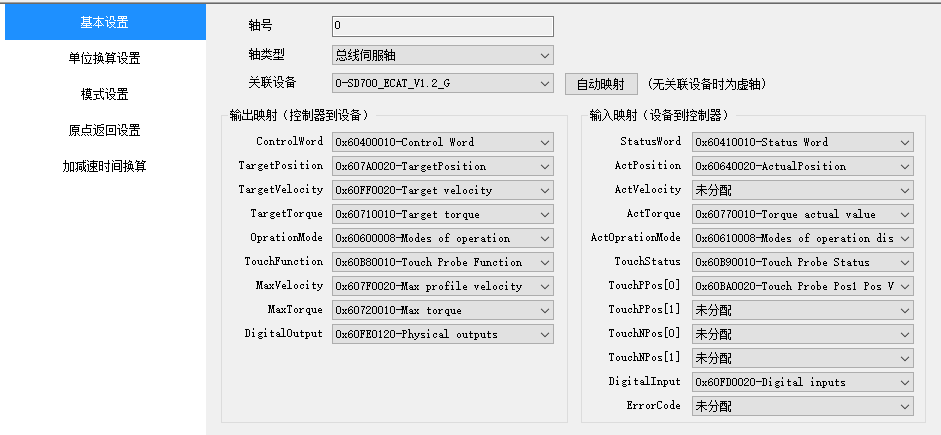 基本设置
单位换算设置
模式设置
原点返回设置
加减速时间换算
轴号 0
轴类型 总线伺服轴
关联设备 0-SD700_ECAT_V1.2_G 自动映射 (无关联设备时为虚轴)
输出映射(控制器到设备)
ControlWord 0x60400010-Control Word
TargetPosition 0x607A0020-TargetPosition
TargetVelocity 0x60FF0020-Target velocity
TargetTorque 0x60710010-Target torque
OprationMode 0x60600008-Modes of operation
TouchFunction 0x60B80010-Touch Probe Function
MaxVelocity 0x607F0020-Max profile velocity
MaxTorque 0x60720010-Max torque
DigitalOutput 0x60FE0120-Physical outputs
输入映射(设备到控制器)
StatusWord 0x60410010-Status Word
ActPosition 0x60640020-ActualPosition
ActVelocity 未分配
ActTorque 0x60770010-Torque actual value
ActOprationMode 0x60610008-Modes of operation dis
TouchStatus 0x60B90010-Touch Probe Status
TouchPPos[0] 0x60BA0020-Touch Probe Pos1 Pos V
TouchPPos[1] 未分配
TouchNPos[0] 未分配
TouchNPos[1] 未分配
DigitalInput 0x60FD0020-Digital inputs
ErrorCode 未分配